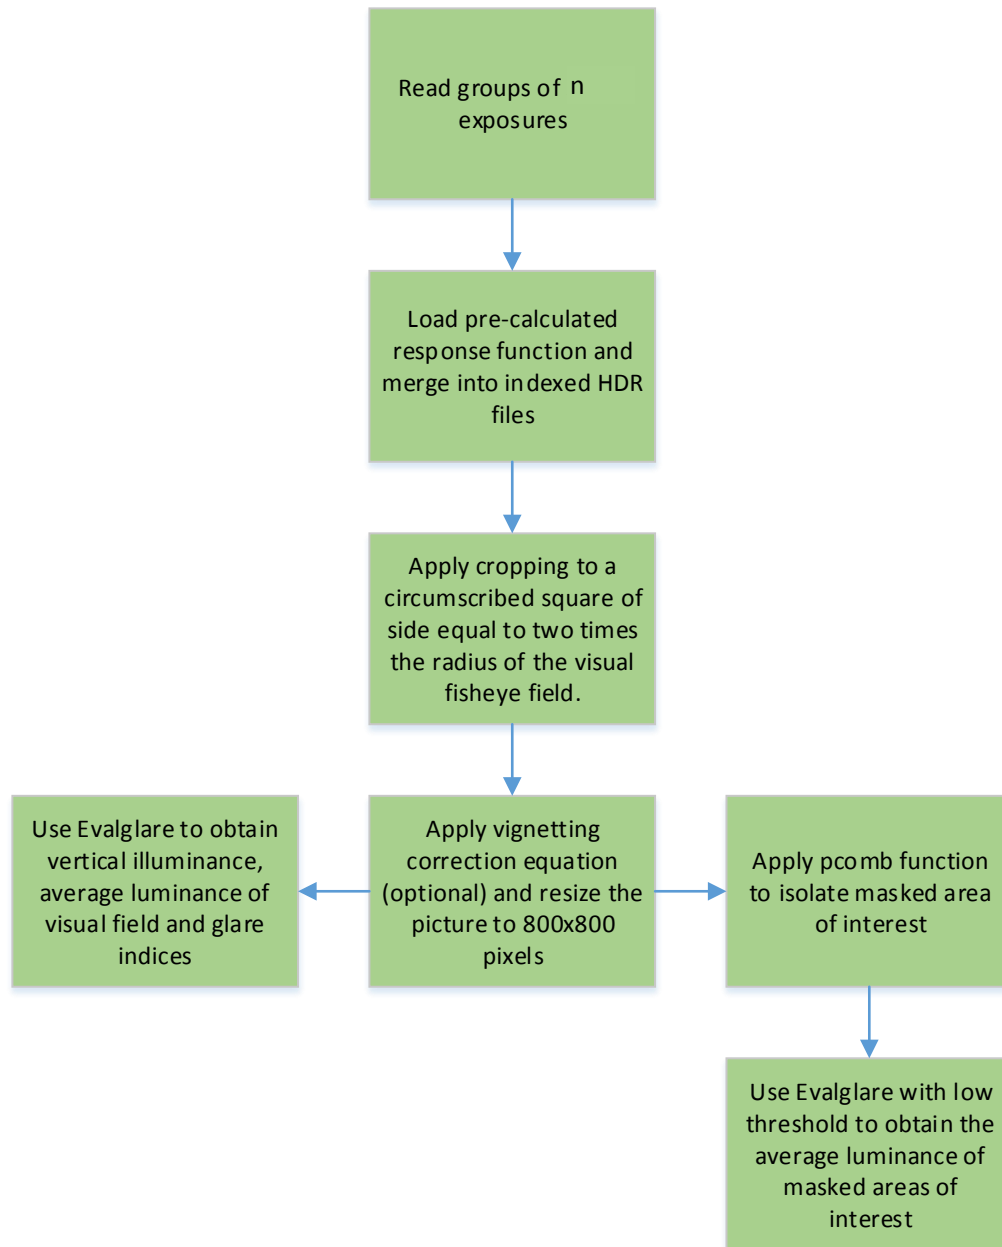 Read groups of n
exposures
Load pre-calculated
response function and
merge into indexed HDR
files
Apply cropping to a
circumscribed square of
side equal to two times
the radius of the visual
fisheye field.
Use Evalglare to obtain
vertical illuminance,
average luminance of
visual field and glare
indices
Apply vignetting
correction equation
(optional) and resize the
picture to 800x800
pixels
Apply pcomb function
to isolate masked area
of interest
Use Evalglare with low
threshold to obtain the
average luminance of
masked areas of
interest